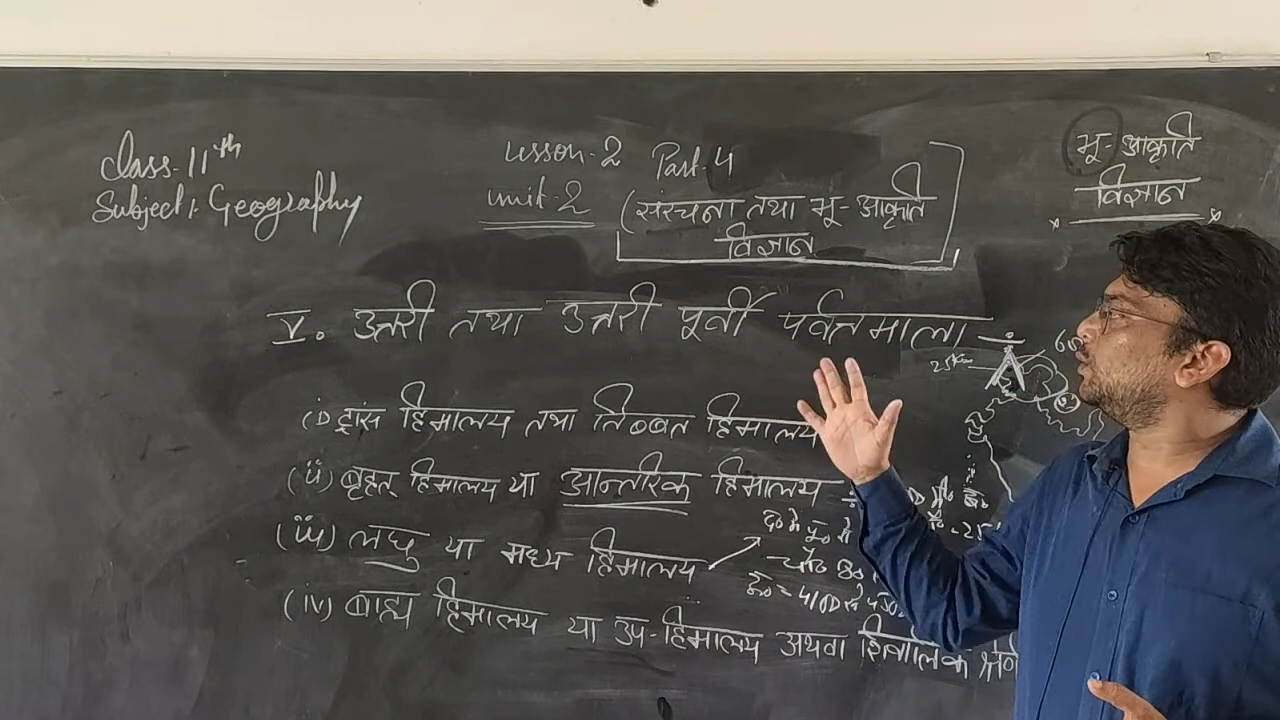 Class-11th
Subject:- Geography
Lesson-2 Part-4
unit-2 (संरचना तथा भू-आकृति
विज्ञान
भू-आकृति
विज्ञान
V. उत्तरी तथा उत्तरी पूर्वी पर्वतमाला
25km
(i) ट्रांस हिमालय तथा तिब्बत हिमालय
(ii) बृहत् हिमालय या आन्तरिक हिमालय
(iii) लघु या मध्य हिमालय
(iv) बाह्य हिमालय या उप-हिमालय अथवा शिवालिक